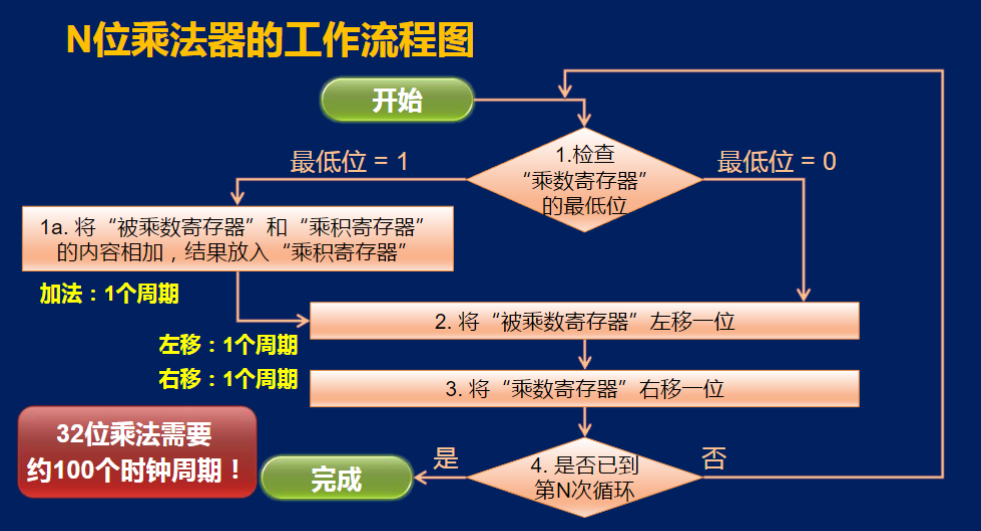 N位乘法器的工作流程图
开始
最低位 = 1
1.检查
“乘数寄存器”
的最低位
最低位 = 0
1a. 将“被乘数寄存器”和“乘积寄存器”
的内容相加，结果放入“乘积寄存器”
加法：1个周期
2. 将“被乘数寄存器”左移一位
左移：1个周期
右移：1个周期
3. 将“乘数寄存器”右移一位
32位乘法需要
约100个时钟周期！
完成
是
4. 是否已到
第N次循环
否